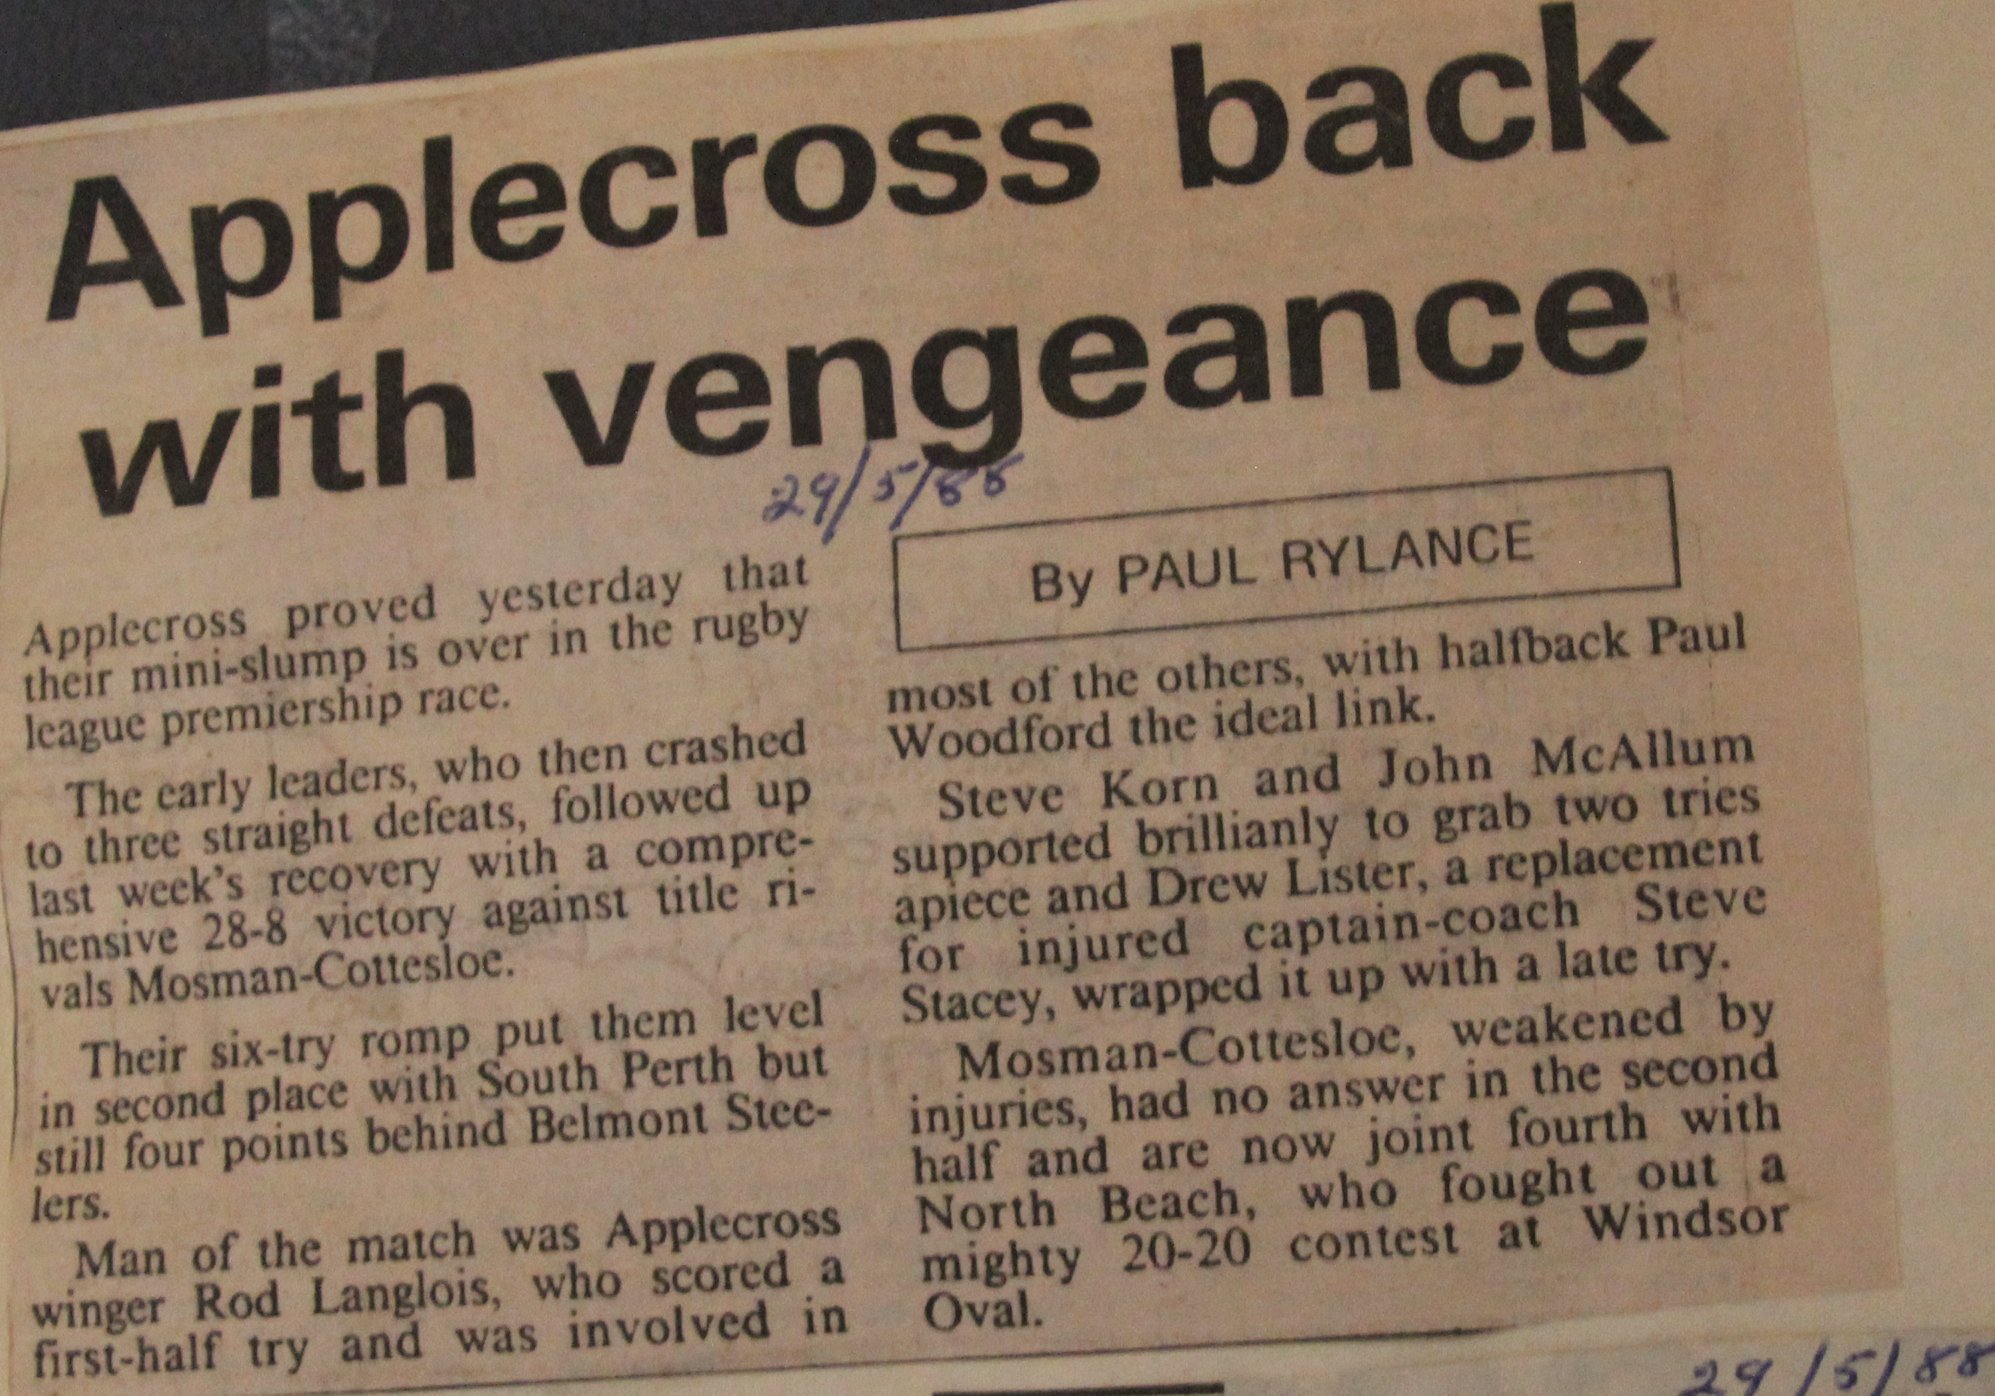 Applecross back
with vengeance
29/5/88
By PAUL RYLANCE
Applecross proved yesterday that
their mini-slump is over in the rugby
league premiership race.
The early leaders, who then crashed
to three straight defeats, followed up
last week's recovery with a compre-
hensive 28-8 victory against title ri-
vals Mosman-Cottesloe.
Their six-try romp put them level
in second place with South Perth but
still four points behind Belmont Stee-
lers.
Man of the match was Applecross
winger Rod Langlois, who scored a
first-half try and was involved in
most of the others, with halfback Paul
Woodford the ideal link.
Steve Korn and John McAllum
supported brillianly to grab two tries
apiece and Drew Lister, a replacement
for injured captain-coach Steve
Stacey, wrapped it up with a late try.
Mosman-Cottesloe, weakened by
injuries, had no answer in the second
half and are now joint fourth with
North Beach, who fought out a
mighty 20-20 contest at Windsor
Oval.
29/5/88